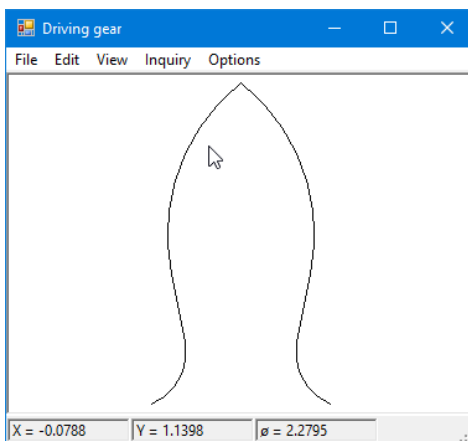 Driving gear
File Edit View Inquiry Options
X = -0.0788 Y = 1.1398 ø = 2.2795